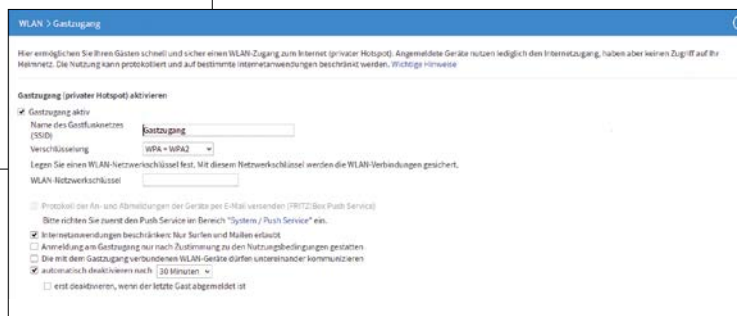 WLAN > Gastzugang
Hier ermöglichen Sie Ihren Gästen schnell und sicher einen WLAN-Zugang zum Internet (privater Hotspot). Angemeldete Geräte nutzen lediglich den Internetzugang, haben aber keinen Zugriff auf Ihr
Heimnetz. Die Nutzung kann protokolliert und auf bestimmte Internetanwendungen beschränkt werden. Wichtige Hinweise
Gastzugang (privater Hotspot) aktivieren
Gastzugang aktiv
Name des Gastfunknetzes
(SSID)
Gastzugang
Verschlüsselung WPA + WPA2
Legen Sie einen WLAN-Netzwerkschlüssel fest. Mit diesem Netzwerkschlüssel werden die WLAN-Verbindungen gesichert.
WLAN-Netzwerkschlüssel
Protokoll der An- und Abmeldungen der Geräte per E-Mail versenden (FRITZ!Box Push Service)
Bitte richten Sie zuerst den Push Service im Bereich "System / Push Service" ein.
Internetanwendungen beschränken: Nur Surfen und Mailen erlaubt
Anmeldung am Gastzugang nur nach Zustimmung zu den Nutzungsbedingungen gestatten
Die mit dem Gastzugang verbundenen WLAN-Geräte dürfen untereinander kommunizieren
automatisch deaktivieren nach 30 Minuten
erst deaktivieren, wenn der letzte Gast abgemeldet ist